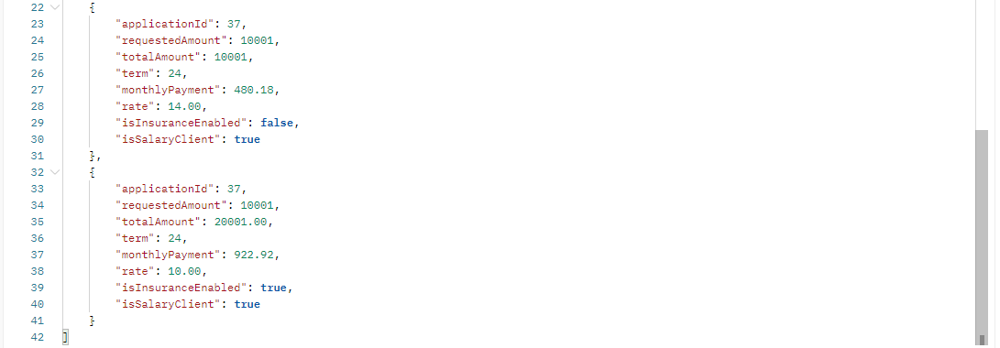 22 {
23 "applicationId": 37,
24 "requestedAmount": 10001,
25 "totalAmount": 10001,
26 "term": 24,
27 "monthlyPayment": 480.18,
28 "rate": 14.00,
29 "isInsuranceEnabled": false,
30 "isSalaryClient": true
31 },
32 {
33 "applicationId": 37,
34 "requestedAmount": 10001,
35 "totalAmount": 20001.00,
36 "term": 24,
37 "monthlyPayment": 922.92,
38 "rate": 10.00,
39 "isInsuranceEnabled": true,
40 "isSalaryClient": true
41 }
42 ]